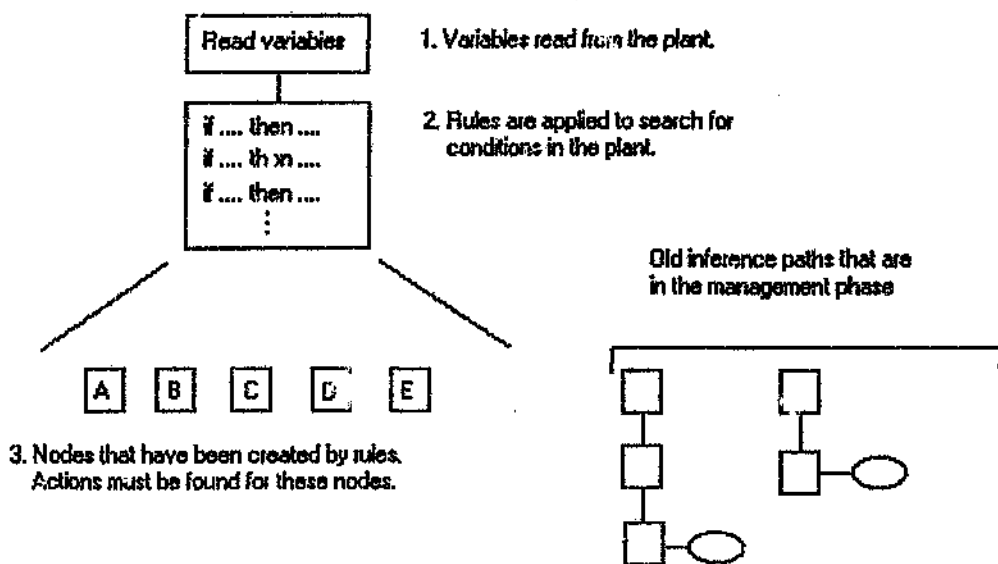 Read variables
1. Variables read from the plant.
if .... then ....
if .... th n ....
if .... then ....
2. Rules are applied to search for
conditions in the plant.
Old inference paths that are
in the management phase
A B C D E
3. Nodes that have been created by rules.
Actions must be found for these nodes.